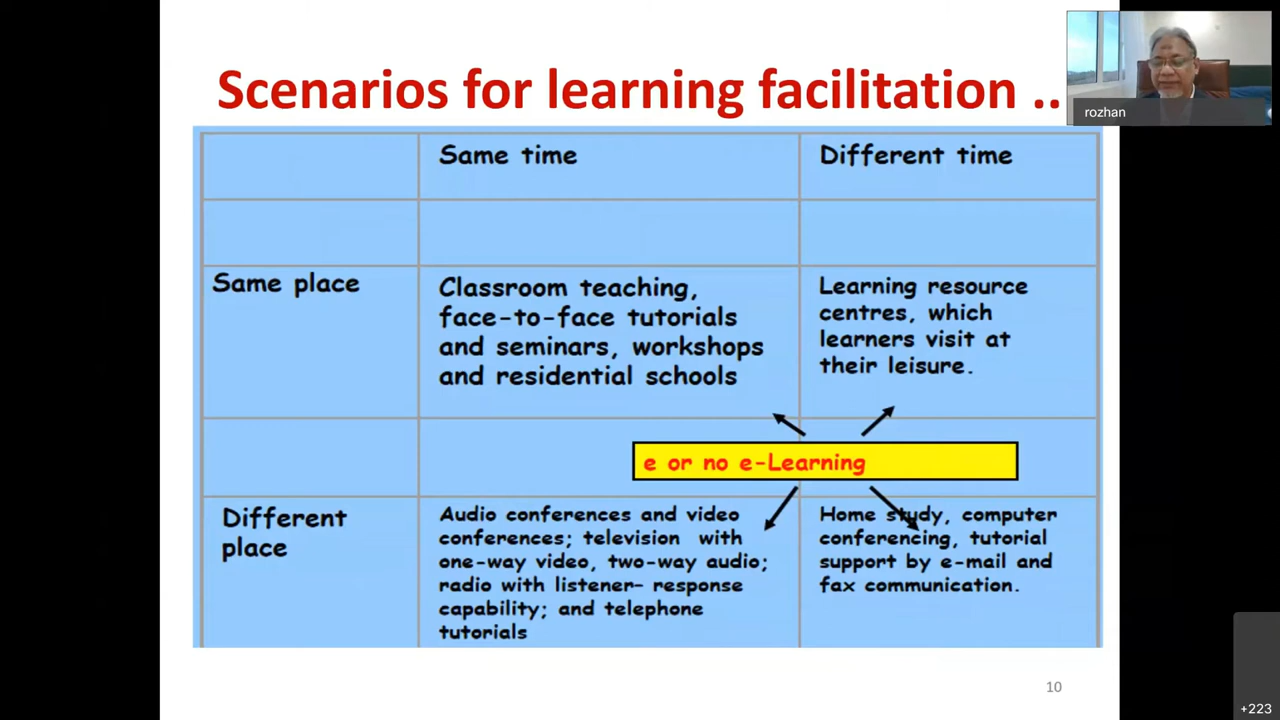 Scenarios for learning facilitation ..
rozhan
Same time
Different time
Same place
Classroom teaching,
face-to-face tutorials
and seminars, workshops
and residential schools
Learning resource
centres, which
learners visit at
their leisure.
e or no e-Learning
Different
place
Audio conferences and video
conferences; television with
one-way video, two-way audio;
radio with listener- response
capability; and telephone
tutorials
Home study, computer
conferencing, tutorial
support by e-mail and
fax communication.
10
+223